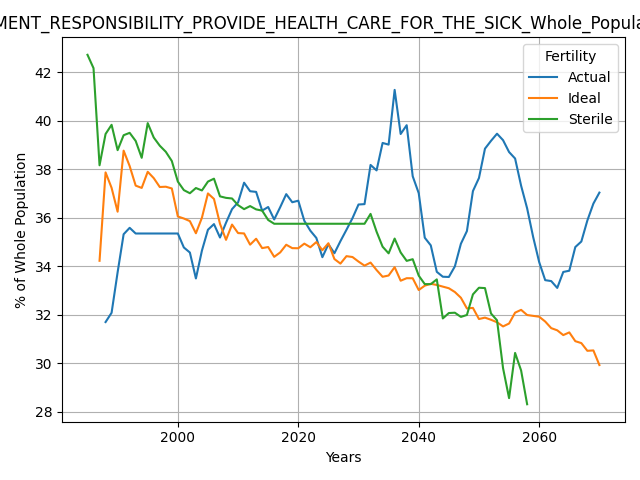 MENT_RESPONSIBILITY_PROVIDE_HEALTH_CARE_FOR_THE_SICK_Whole_Popula
Fertility
Actual
Ideal
Sterile
% of Whole Population
42
40
38
36
34
32
30
28
2000 2020 2040 2060
Years